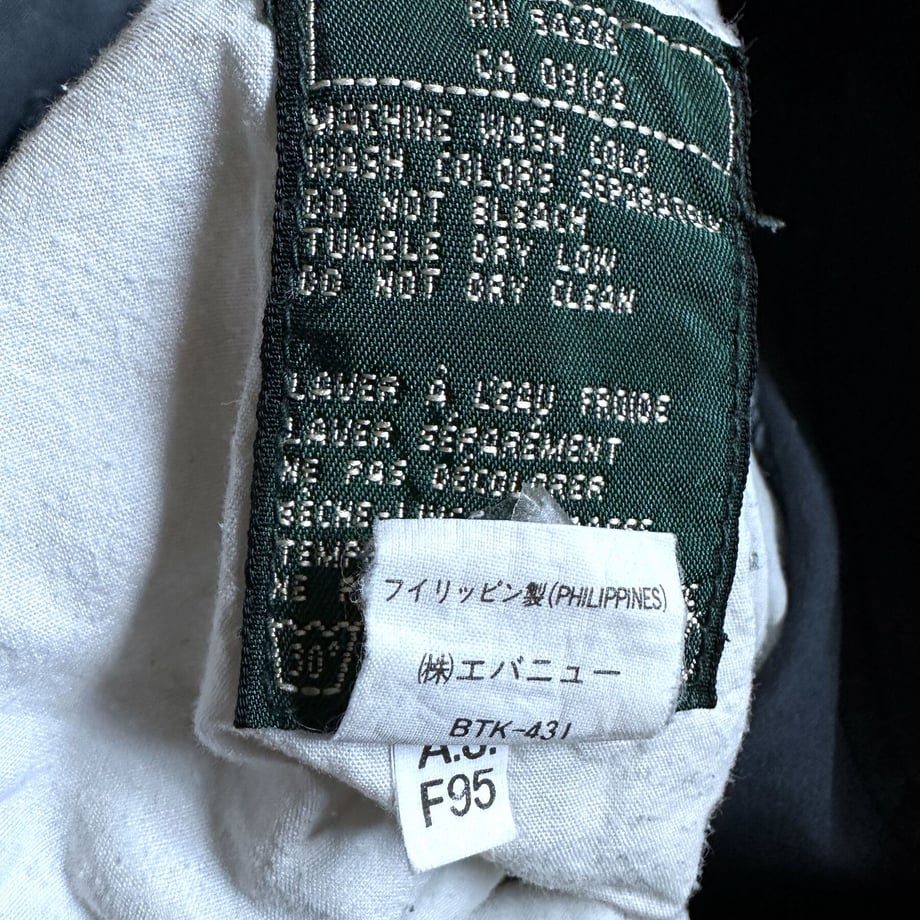 RN 54228
CA 09162
MACHINE WASH COLD
WASH COLORS SEPARATELY
DO NOT BLEACH
TUMBLE DRY LOW
DO NOT DRY CLEAN
LAVER À L'EAU FROIDE
LAVER SÉPARÉMENT
NE PAS DÉCOLORER
NE
フイリッピン製(PHILIPPINES)
(株)エバニュー
BTK-431
A.J.
F95